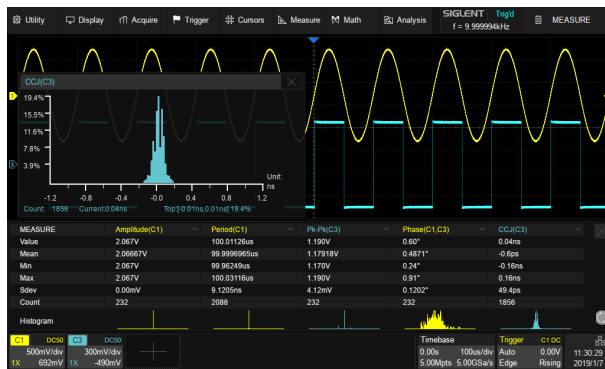 Utility Display Acquire Trigger Cursors Measure Math Analysis SIGLENT Trig'd MEASURE
f = 9.999994kHz
CCJ(C3)
19.4%
15.5%
11.6%
7.8%
3.9%
Unit:
ns
-1.2 -0.8 -0.4 -0.0 0.4 0.8 1.2
Count 1856 Current:0.04ns Top:[-0.01ns,0.01ns] 19.4%
MEASURE Amplitude(C1) Period(C1) Pk-Pk(C3) Phase(C1,C3) CCJ(C3)
Value 2.067V 100.01126us 1.190V 0.60° 0.04ns
Mean 2.06667V 99.9996965us 1.17918V 0.4871° -0.6ps
Min 2.067V 99.96249us 1.170V 0.24° -0.16ns
Max 2.067V 100.03116us 1.190V 0.91° 0.16ns
Sdev 0.00mV 9.1205ns 4.12mV 0.1202° 49.4ps
Count 232 2088 232 232 1856
Histogram
C1 DC50 C3 DC50 Timebase Trigger C1 DC
500mV/div 300mV/div 0.00s 100us/div Auto 0.00V 11:30:29
1X 692mV 1X -490mV 5.00Mpts 5.00GSa/s Edge Rising 2019/1/7